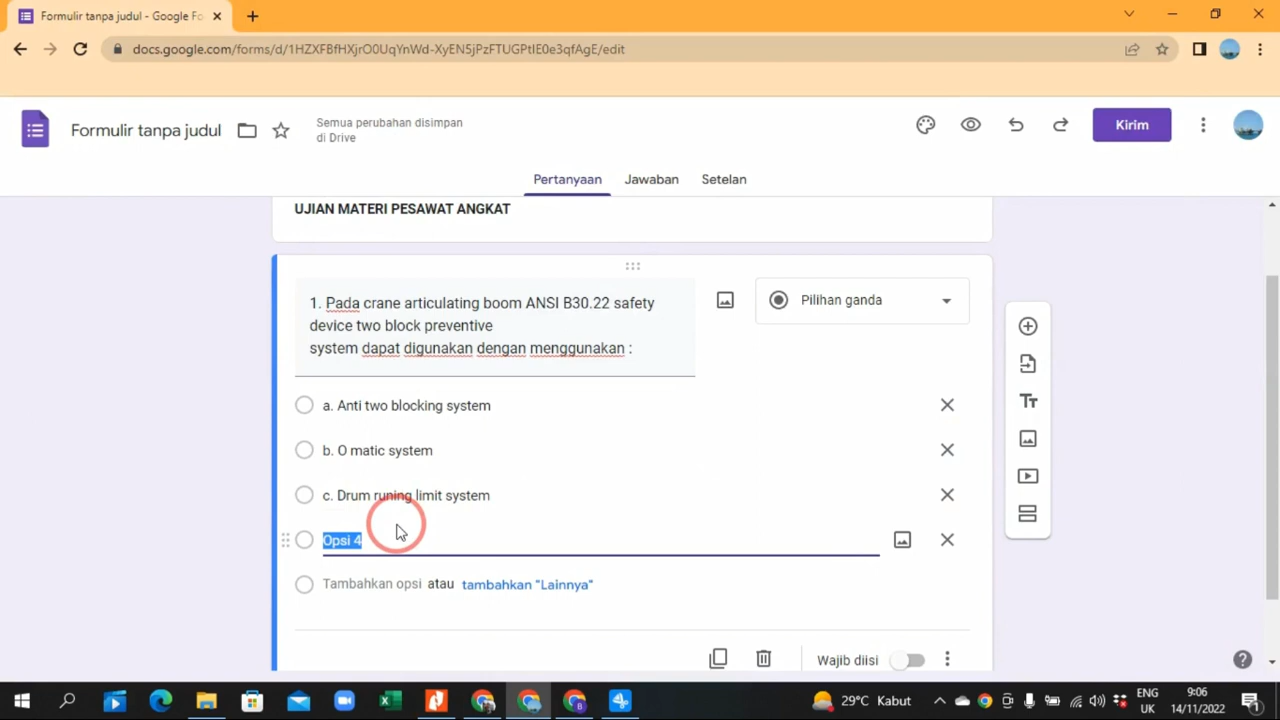 Formulir tanpa judul - Google Fo
docs.google.com/forms/d/1HZXFBfHXjrO0UqYnWd-XyEN5jPzFTUGPtIE0e3qfAgE/edit
Formulir tanpa judul
Semua perubahan disimpan
di Drive
Kirim
Pertanyaan Jawaban Setelan
UJIAN MATERI PESAWAT ANGKAT
1. Pada crane articulating boom ANSI B30.22 safety
device two block preventive
system dapat digunakan dengan menggunakan :
Pilihan ganda
a. Anti two blocking system
b. O matic system
c. Drum runing limit system
Opsi 4
Tambahkan opsi atau tambahkan "Lainnya"
Wajib diisi
29°C Kabut
ENG
UK
9:06
14/11/2022